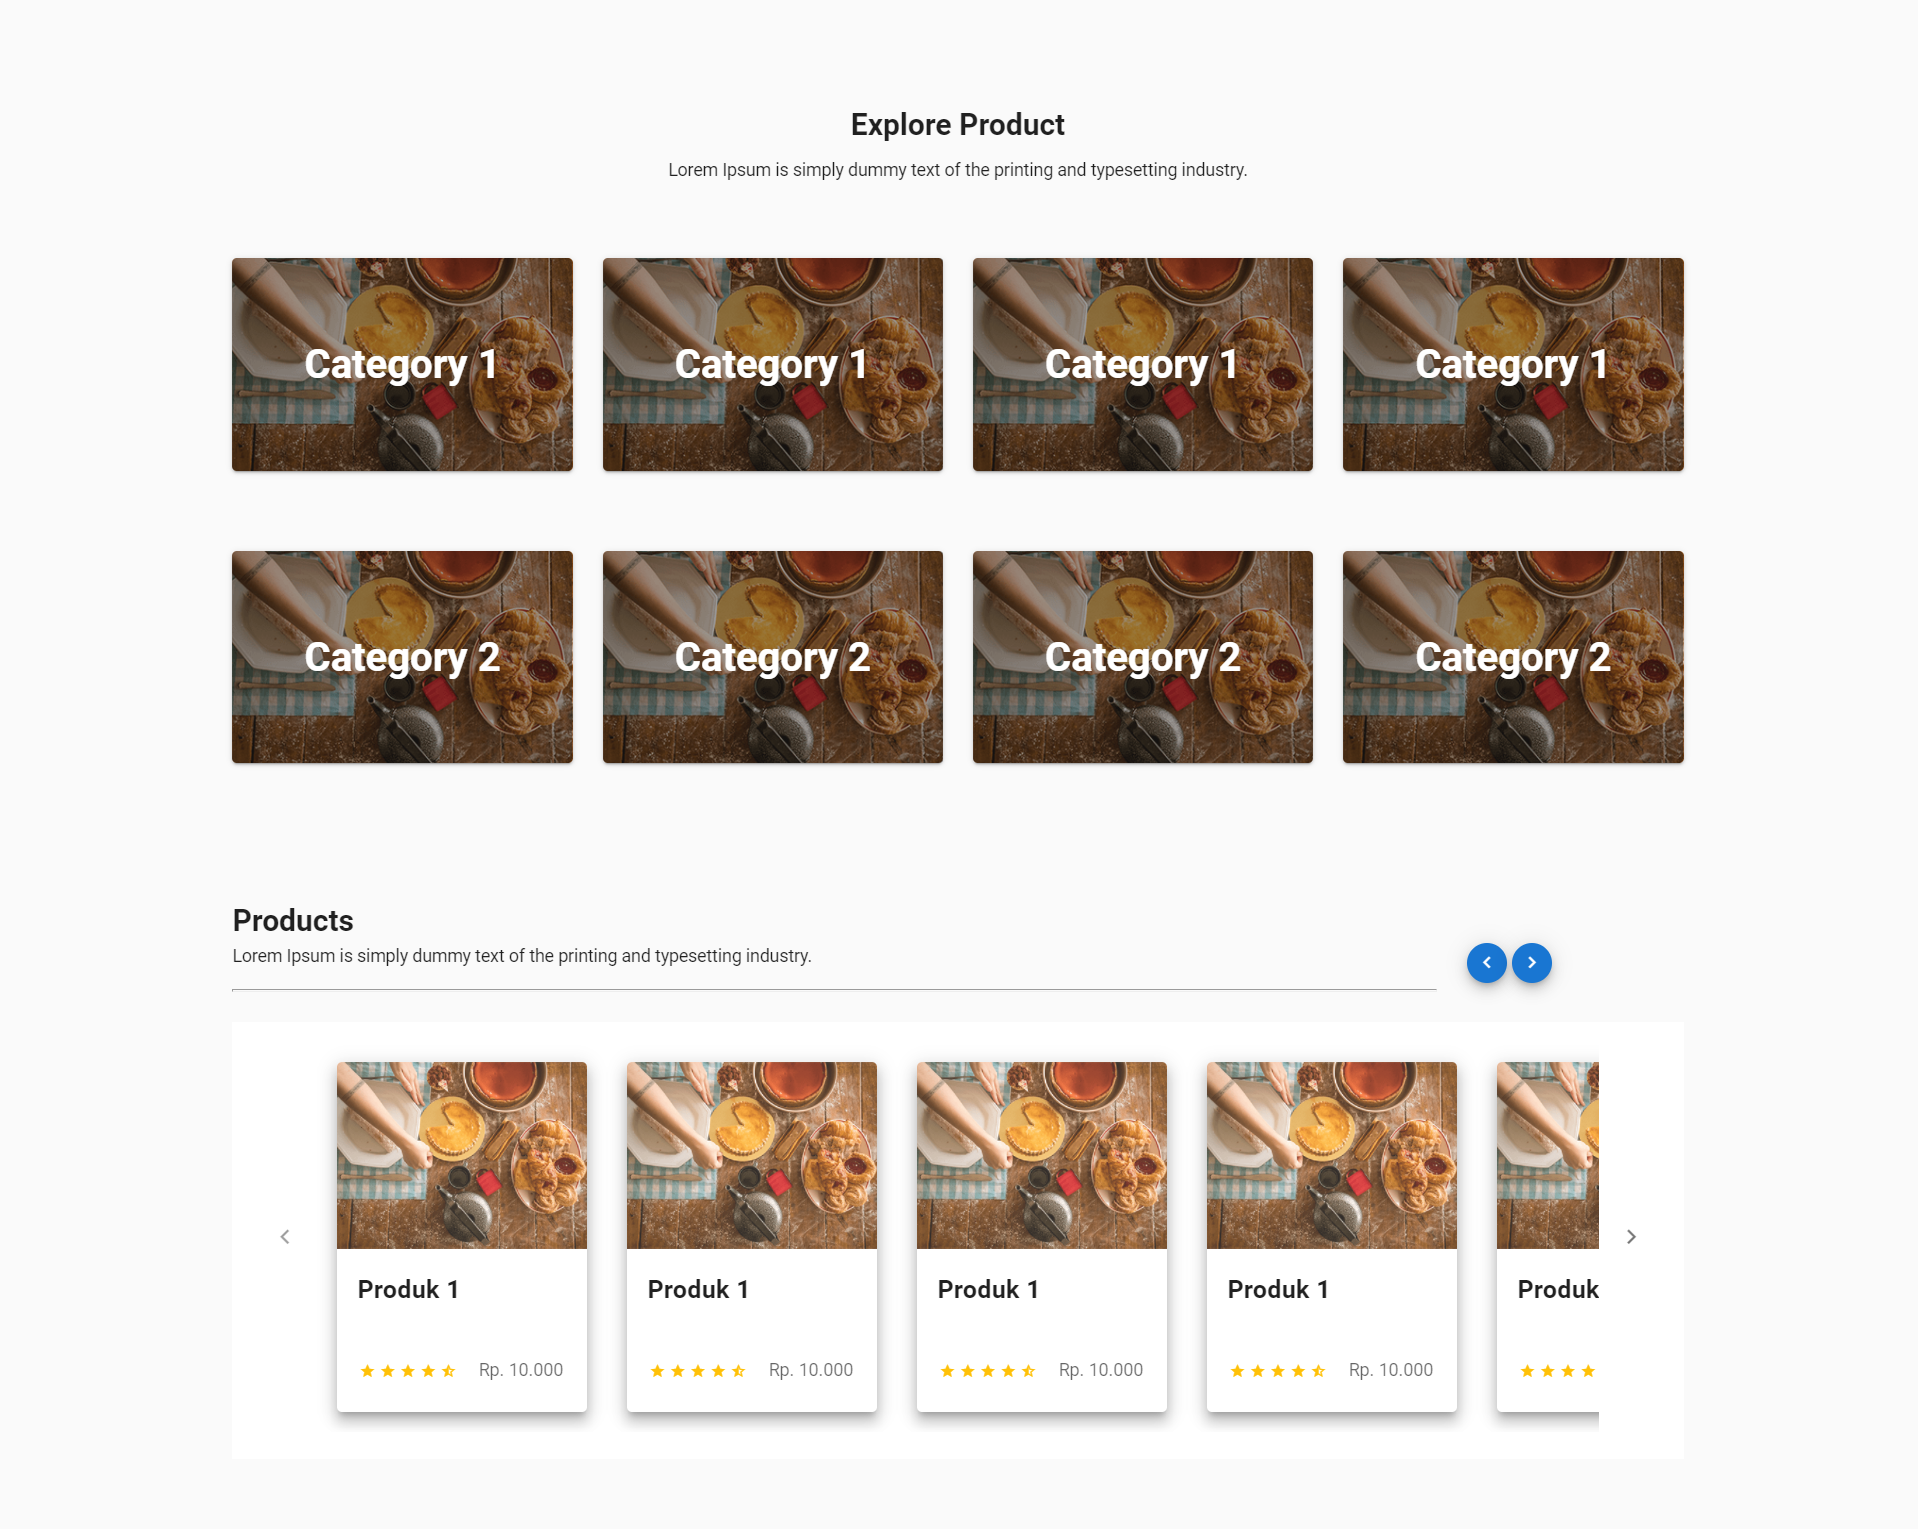 Explore Product
Lorem Ipsum is simply dummy text of the printing and typesetting industry.
Category 1 Category 1 Category 1 Category 1
Category 2 Category 2 Category 2 Category 2
Products
Lorem Ipsum is simply dummy text of the printing and typesetting industry.
Produk 1 Produk 1 Produk 1 Produk 1 Produk
Rp. 10.000 Rp. 10.000 Rp. 10.000 Rp. 10.000